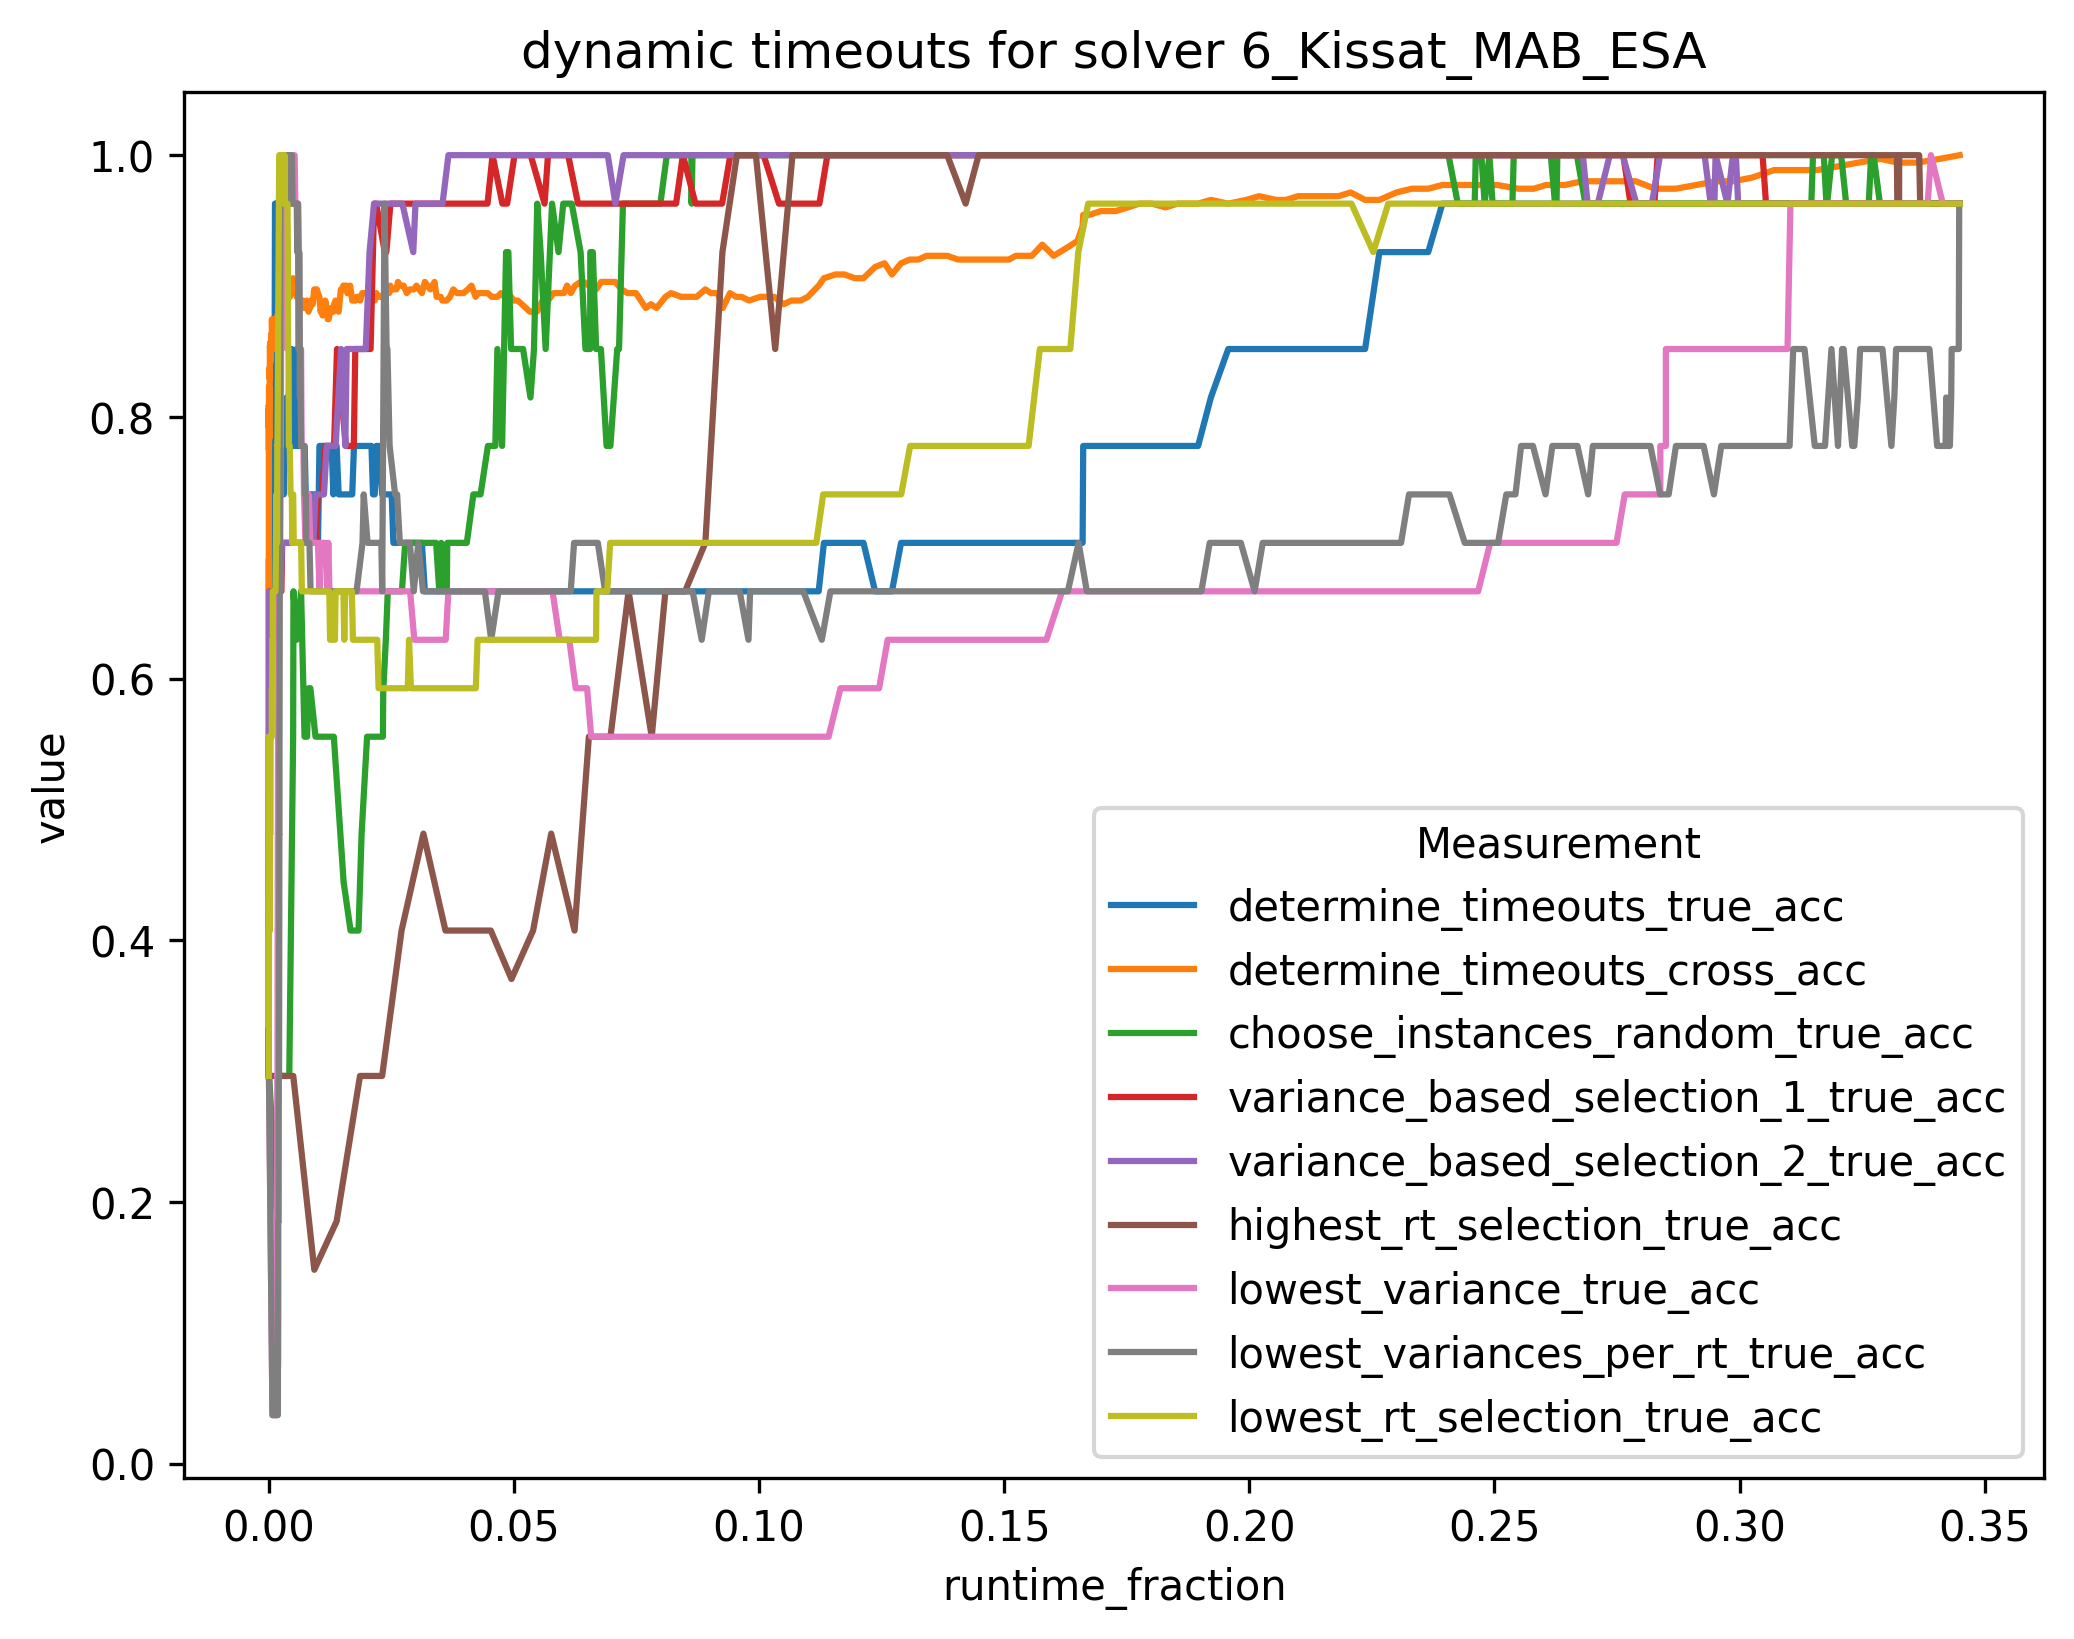 dynamic timeouts for solver 6_Kissat_MAB_ESA
1.0
0.8
0.6
0.4
0.2
0.0
value
0.00 0.05 0.10 0.15 0.20 0.25 0.30 0.35
runtime_fraction
Measurement
determine_timeouts_true_acc
determine_timeouts_cross_acc
choose_instances_random_true_acc
variance_based_selection_1_true_acc
variance_based_selection_2_true_acc
highest_rt_selection_true_acc
lowest_variance_true_acc
lowest_variances_per_rt_true_acc
lowest_rt_selection_true_acc